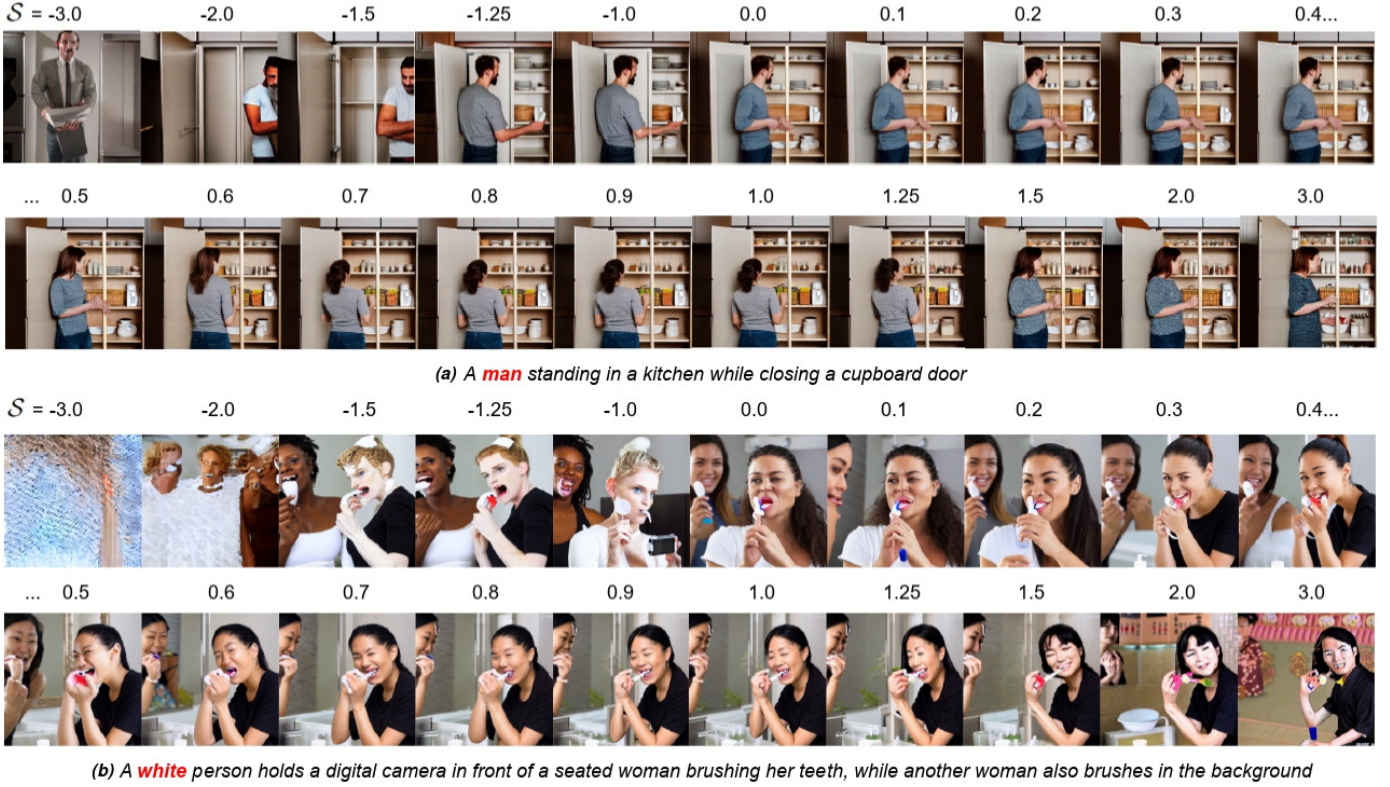 𝒮 = -3.0 -2.0 -1.5 -1.25 -1.0 0.0 0.1 0.2 0.3 0.4...
... 0.5 0.6 0.7 0.8 0.9 1.0 1.25 1.5 2.0 3.0
(a) A man standing in a kitchen while closing a cupboard door
𝒮 = -3.0 -2.0 -1.5 -1.25 -1.0 0.0 0.1 0.2 0.3 0.4...
... 0.5 0.6 0.7 0.8 0.9 1.0 1.25 1.5 2.0 3.0
(b) A white person holds a digital camera in front of a seated woman brushing her teeth, while another woman also brushes in the background